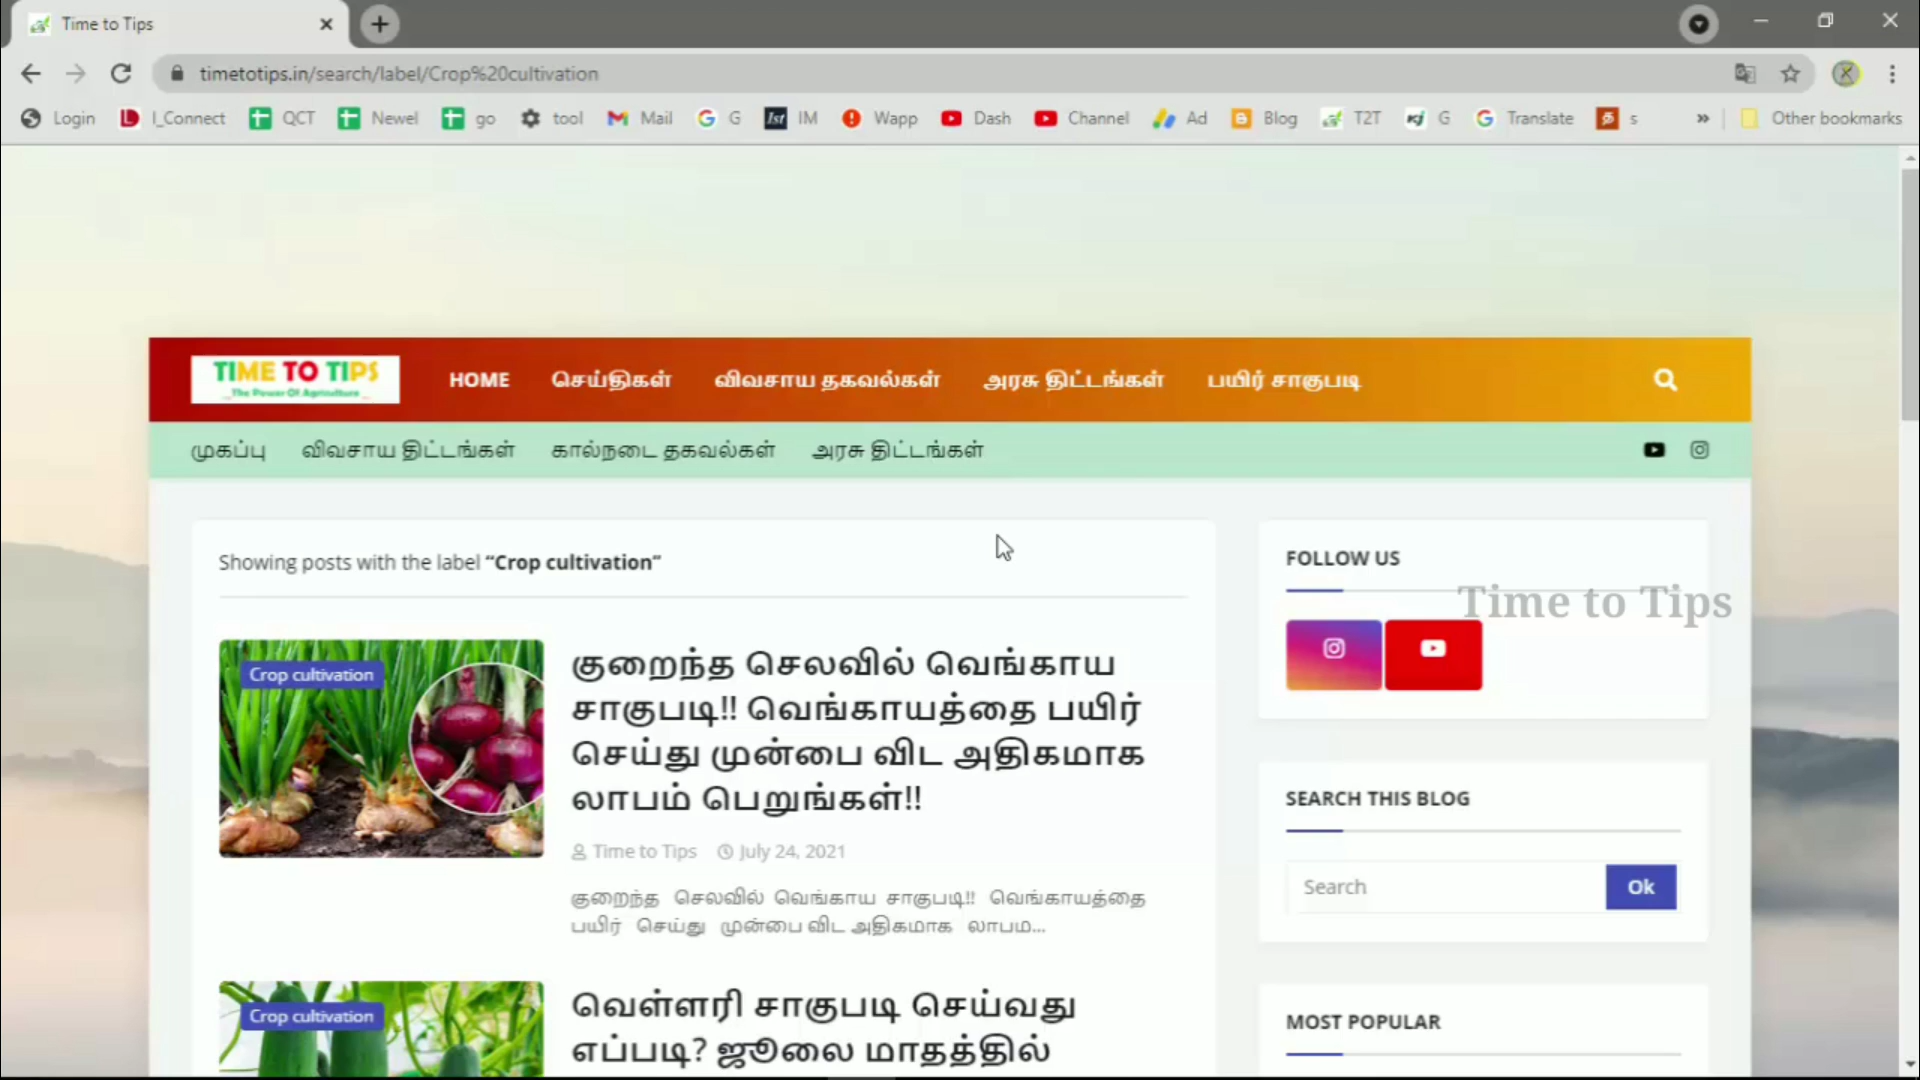 Time to Tips
timetotips.in/search/label/Crop%20cultivation
Login I_Connect QCT Newel go tool Mail G IM Wapp Dash Channel Ad Blog T2T G Translate s » Other bookmarks
TIME TO TIPS
The Power Of Agriculture
HOME செய்திகள் விவசாய தகவல்கள் அரசு திட்டங்கள் பயிர் சாகுபடி
முகப்பு விவசாய திட்டங்கள் கால்நடை தகவல்கள் அரசு திட்டங்கள்
Showing posts with the label “Crop cultivation”
Crop cultivation
குறைந்த செலவில் வெங்காய
சாகுபடி!! வெங்காயத்தை பயிர்
செய்து முன்பை விட அதிகமாக
லாபம் பெறுங்கள்!!
Time to Tips July 24, 2021
குறைந்த செலவில் வெங்காய சாகுபடி!! வெங்காயத்தை
பயிர் செய்து முன்பை விட அதிகமாக லாபம...
Crop cultivation
வெள்ளரி சாகுபடி செய்வது
எப்படி? ஜூலை மாதத்தில்
FOLLOW US
Time to Tips
SEARCH THIS BLOG
Search Ok
MOST POPULAR